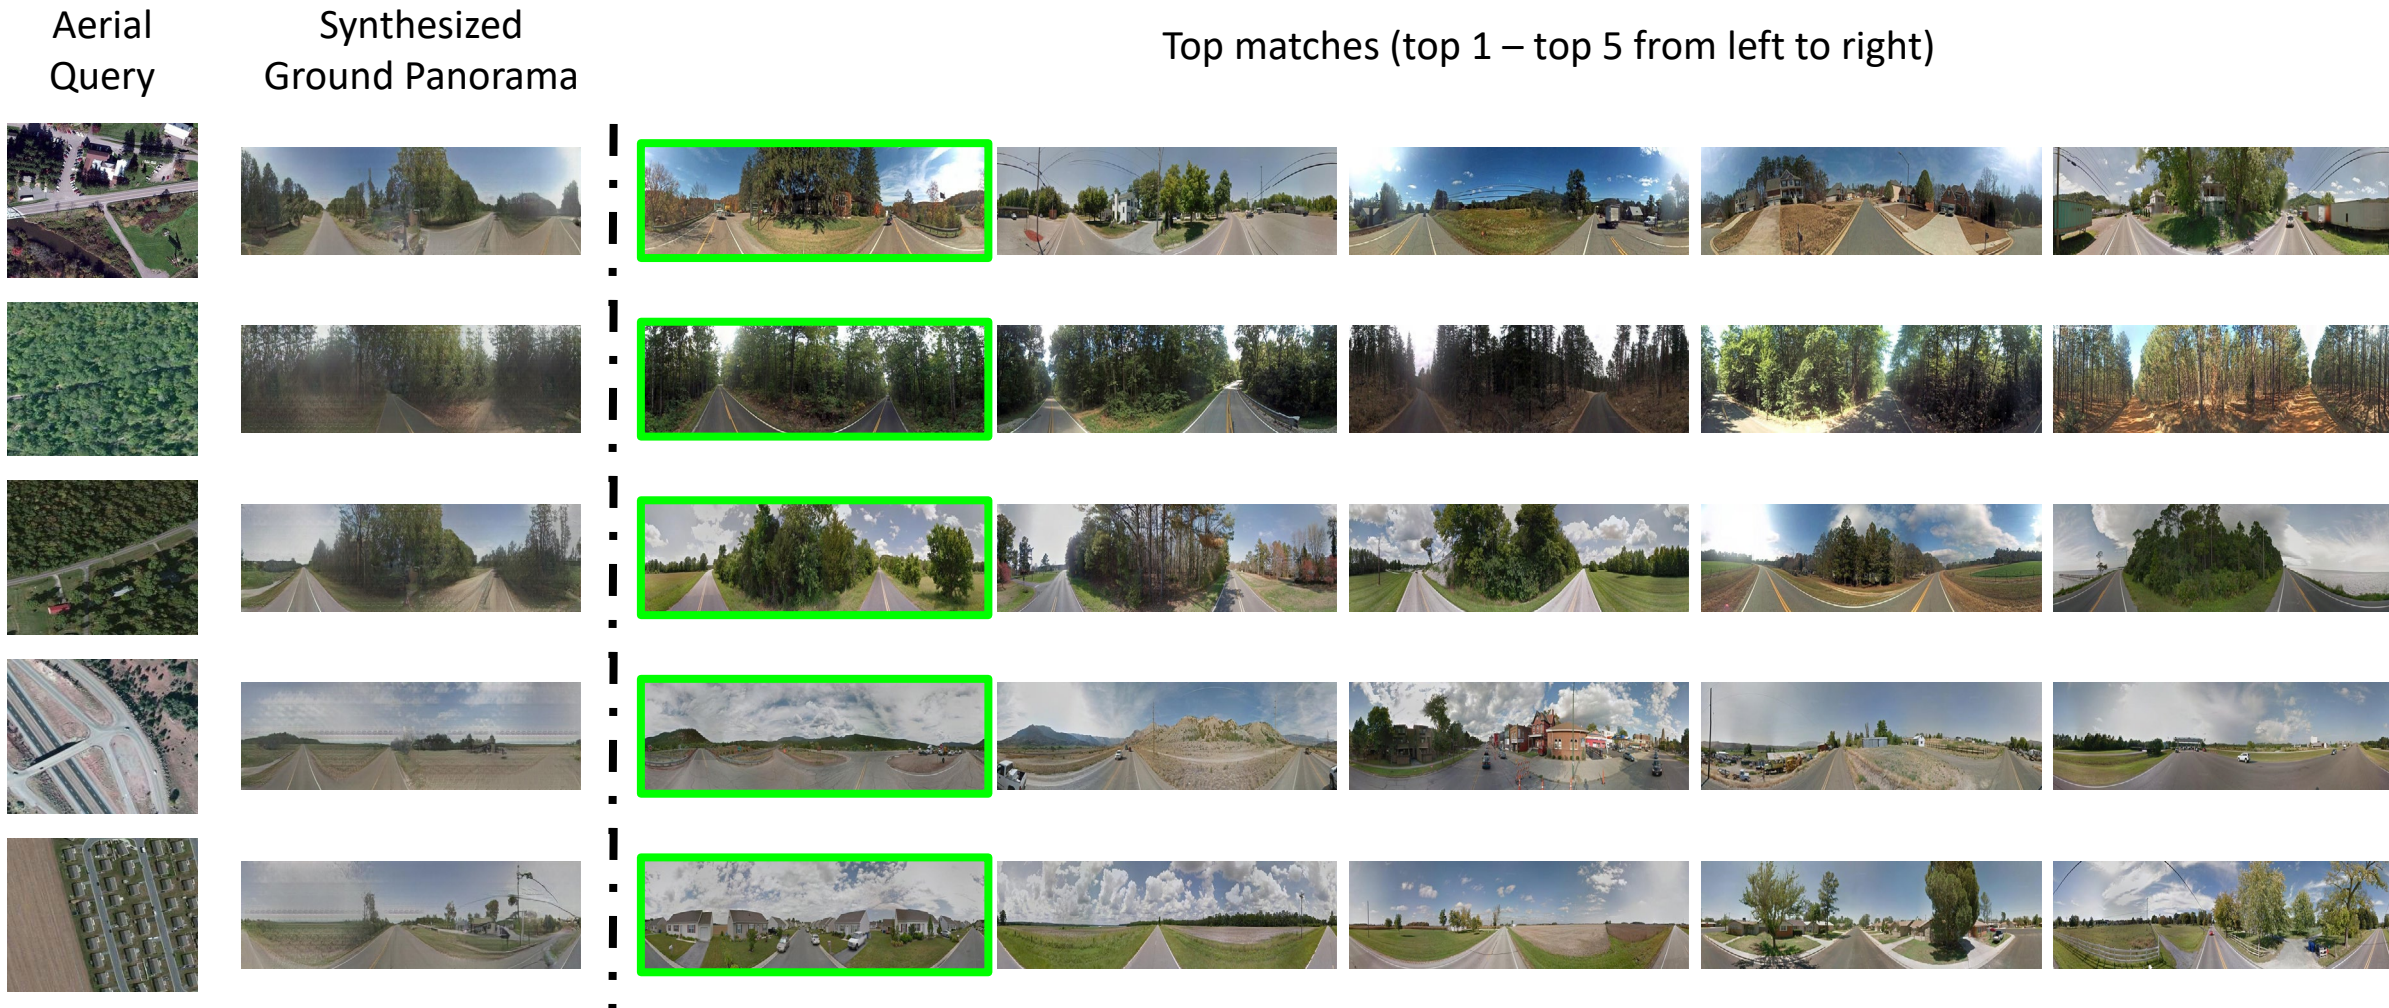 Aerial
Query
Synthesized
Ground Panorama
Top matches (top 1 – top 5 from left to right)